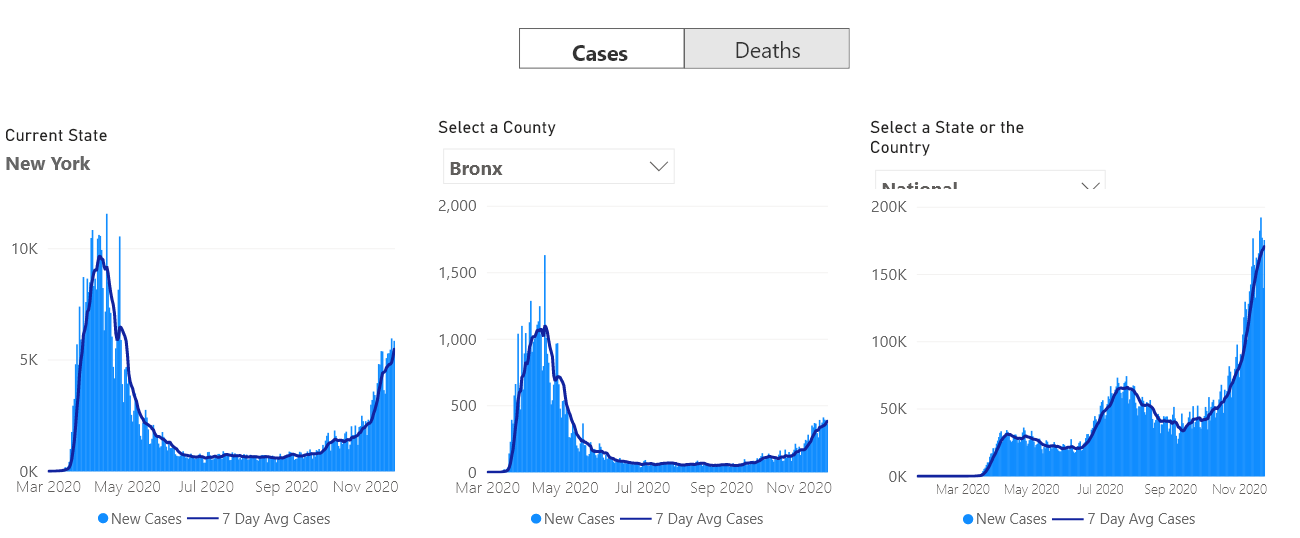 Cases
Deaths
Current State
New York
10K
5K
0K
Mar 2020 May 2020 Jul 2020 Sep 2020 Nov 2020
New Cases 7 Day Avg Cases
Select a County
Bronx
2,000
1,500
1,000
500
0
Mar 2020 May 2020 Jul 2020 Sep 2020 Nov 2020
New Cases 7 Day Avg Cases
Select a State or the
Country
National
200K
150K
100K
50K
0K
Mar 2020 May 2020 Jul 2020 Sep 2020 Nov 2020
New Cases 7 Day Avg Cases